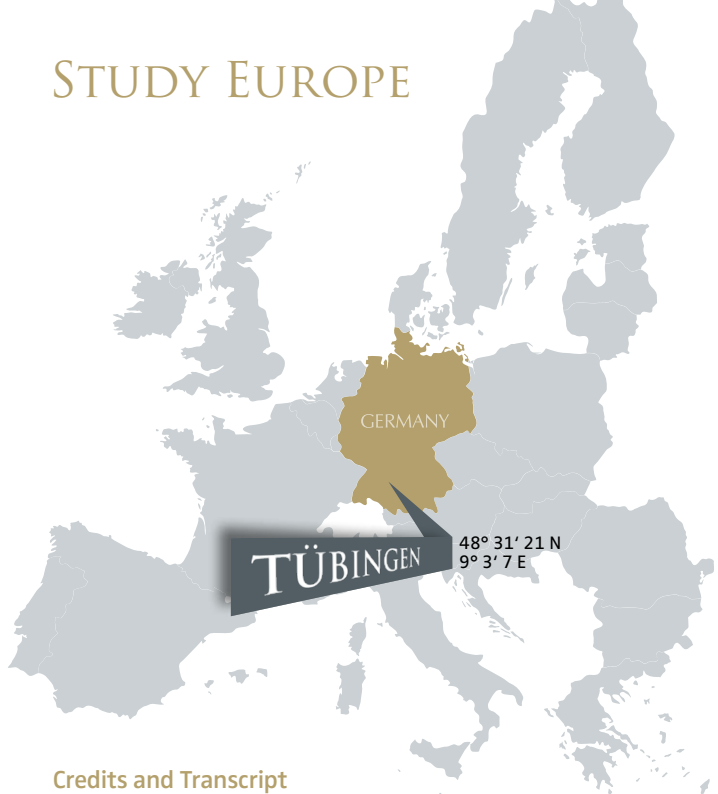 STUDY EUROPE
GERMANY
TÜBINGEN
48° 31‘ 21 N
9° 3‘ 7 E
Credits and Transcript